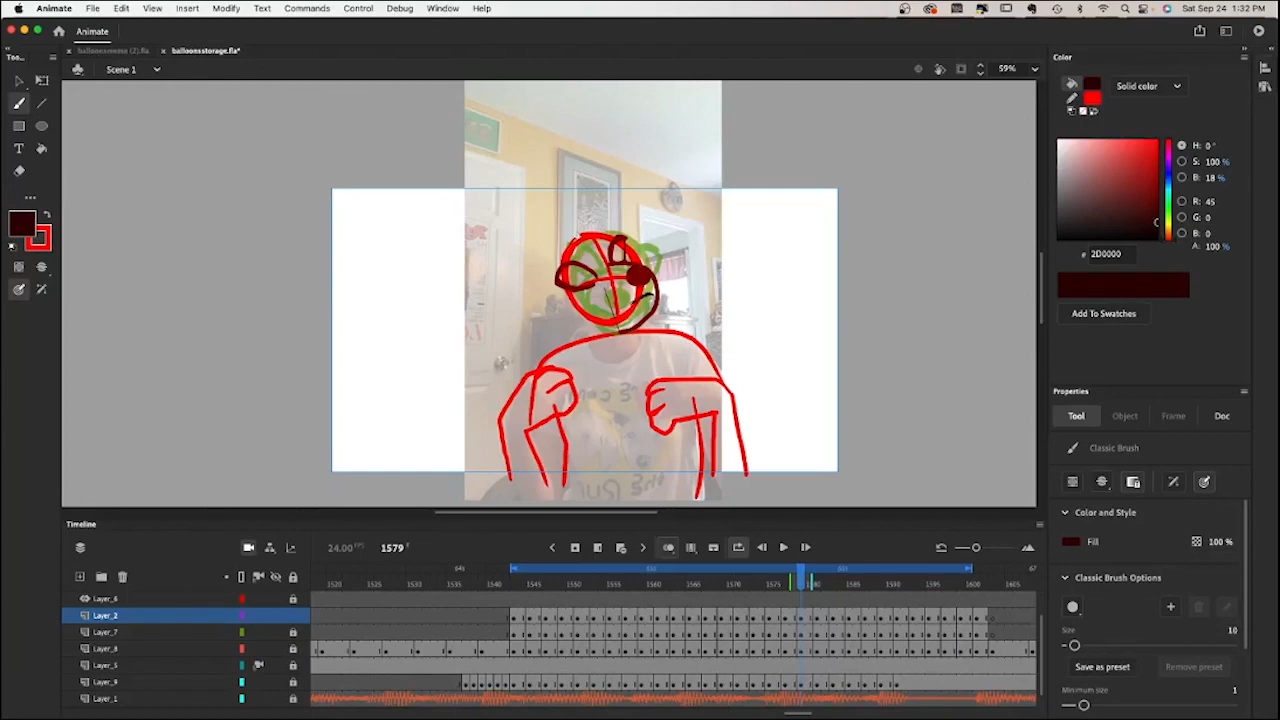 Animate File Edit View Insert Modify Text Commands Control Debug Window Help Sat Sep 24 1:32 PM
Animate
balloonsstorage.fla*
Scene 1
59%
Color
Solid color
H: 0°
S: 100 %
B: 18 %
R: 45
G: 0
B: 0
A: 100 %
# 2D0000
Add To Swatches
Properties
Tool Object Frame Doc
Classic Brush
Color and Style
Fill 100 %
Classic Brush Options
Size 10
Save as preset Remove preset
Minimum size 1
Timeline
24.00 FPS 1579 F
1520 1525 1530 1535 1540 1545 1550 1555 1560 1565 1570 1575 1580 1585 1590 1595 1600 1605
Layer_6
Layer_2
Layer_7
Layer_8
Layer_5
Layer_9
Layer_1